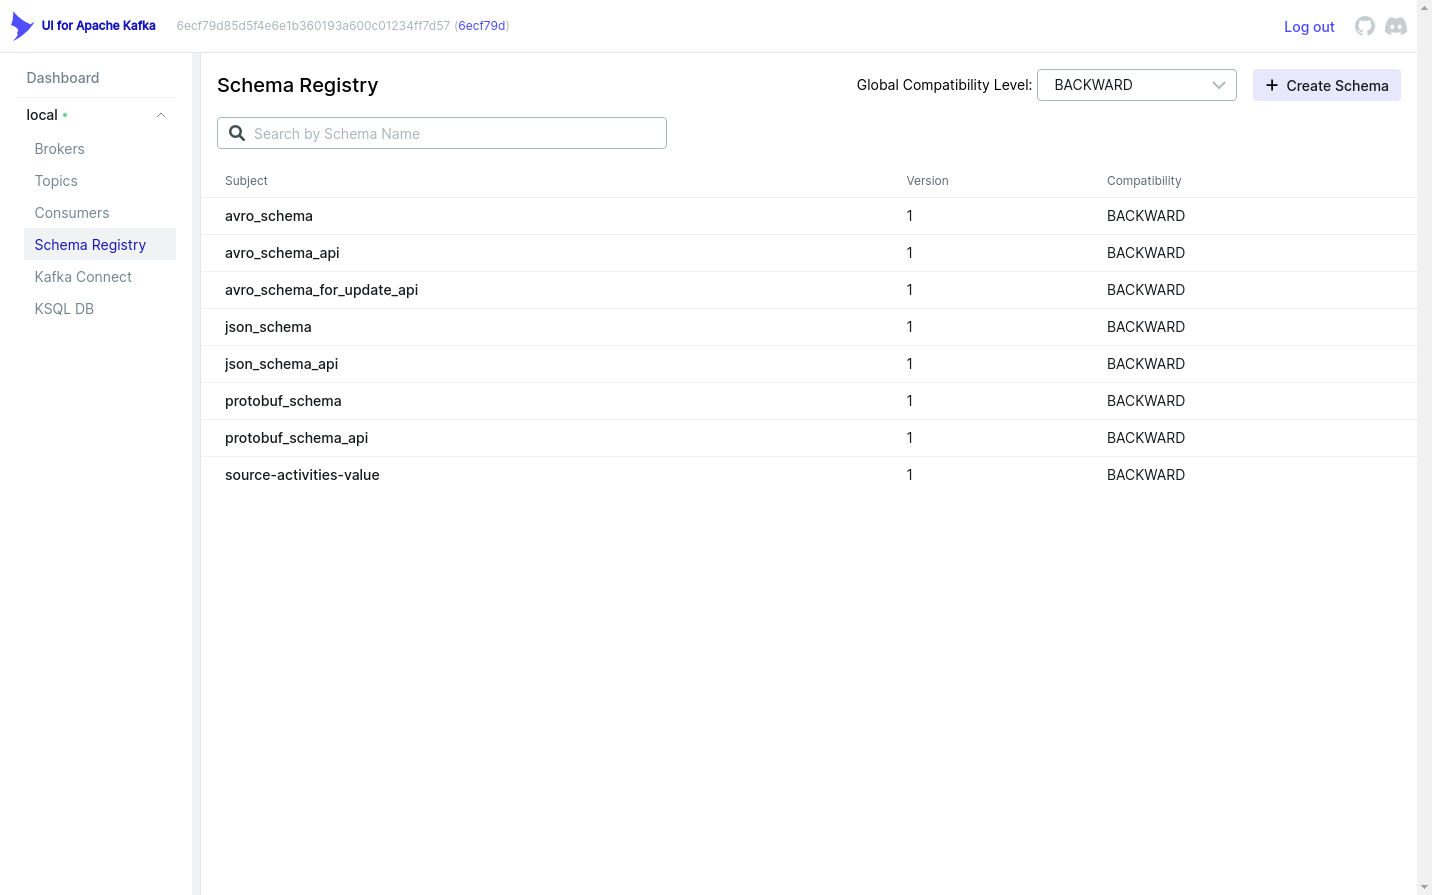 UI for Apache Kafka 6ecf79d85d5f4e6e1b360193a600c01234ff7d57 (6ecf79d) Log out
Dashboard
local
Brokers
Topics
Consumers
Schema Registry
Kafka Connect
KSQL DB
Schema Registry Global Compatibility Level: BACKWARD Create Schema
Search by Schema Name
Subject Version Compatibility
avro_schema 1 BACKWARD
avro_schema_api 1 BACKWARD
avro_schema_for_update_api 1 BACKWARD
json_schema 1 BACKWARD
json_schema_api 1 BACKWARD
protobuf_schema 1 BACKWARD
protobuf_schema_api 1 BACKWARD
source-activities-value 1 BACKWARD